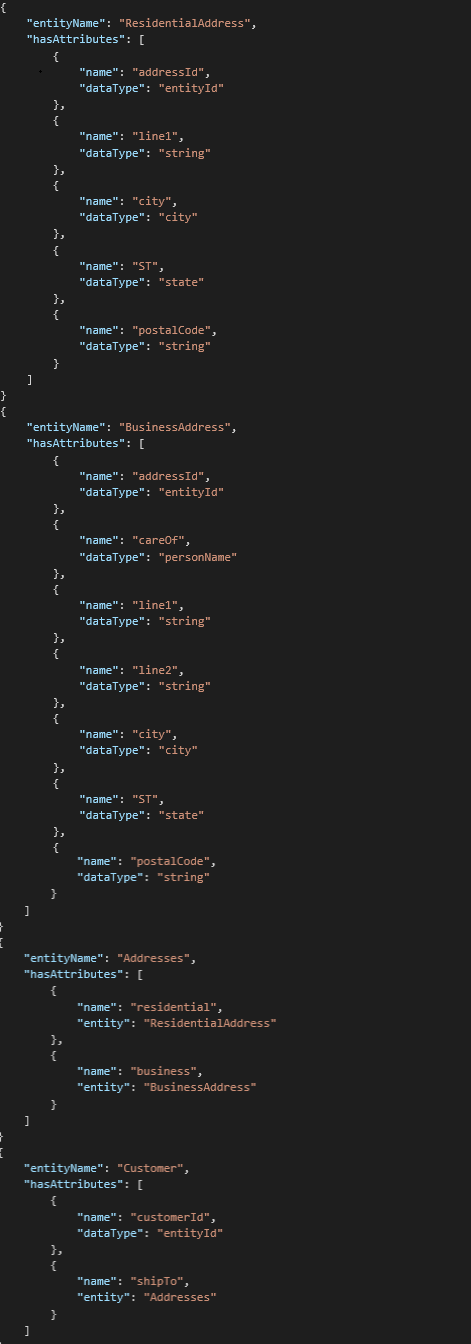 {
    "entityName": "ResidentialAddress",
    "hasAttributes": [
        {
            "name": "addressId",
            "dataType": "entityId"
        },
        {
            "name": "line1",
            "dataType": "string"
        },
        {
            "name": "city",
            "dataType": "city"
        },
        {
            "name": "ST",
            "dataType": "state"
        },
        {
            "name": "postalCode",
            "dataType": "string"
        }
    ]
}
{
    "entityName": "BusinessAddress",
    "hasAttributes": [
        {
            "name": "addressId",
            "dataType": "entityId"
        },
        {
            "name": "careOf",
            "dataType": "personName"
        },
        {
            "name": "line1",
            "dataType": "string"
        },
        {
            "name": "line2",
            "dataType": "string"
        },
        {
            "name": "city",
            "dataType": "city"
        },
        {
            "name": "ST",
            "dataType": "state"
        },
        {
            "name": "postalCode",
            "dataType": "string"
        }
    ]
}
{
    "entityName": "Addresses",
    "hasAttributes": [
        {
            "name": "residential",
            "entity": "ResidentialAddress"
        },
        {
            "name": "business",
            "entity": "BusinessAddress"
        }
    ]
}
{
    "entityName": "Customer",
    "hasAttributes": [
        {
            "name": "customerId",
            "dataType": "entityId"
        },
        {
            "name": "shipTo",
            "entity": "Addresses"
        }
    ]
}